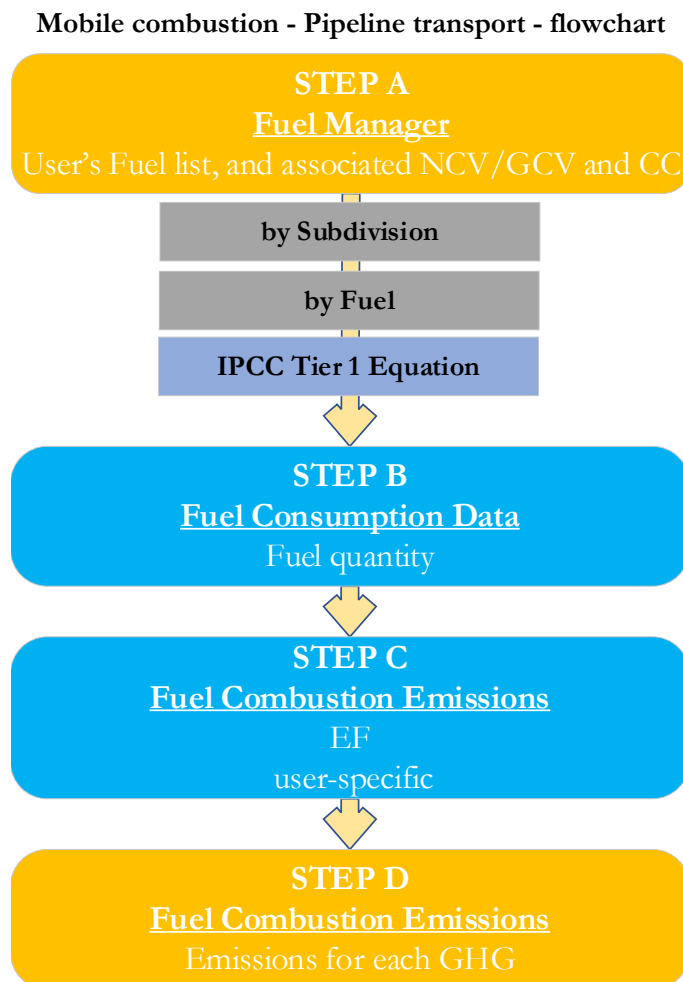 Mobile combustion - Pipeline transport - flowchart
STEP A
Fuel Manager
User’s Fuel list, and associated NCV/GCV and CC
by Subdivision
by Fuel
IPCC Tier 1 Equation
STEP B
Fuel Consumption Data
Fuel quantity
STEP C
Fuel Combustion Emissions
EF
user-specific
STEP D
Fuel Combustion Emissions
Emissions for each GHG